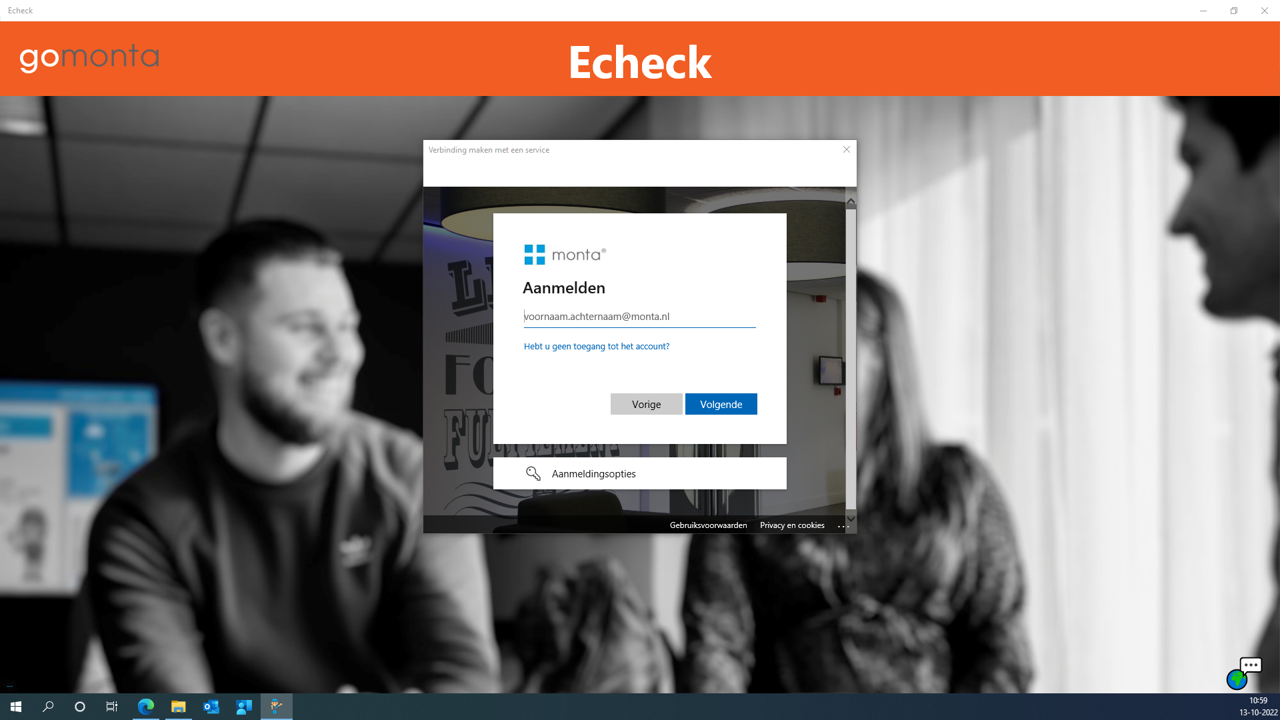 Echeck
gomonta
Echeck
Verbinding maken met een service
monta®
Aanmelden
voornaam.achternaam@monta.nl
Hebt u geen toegang tot het account?
Vorige
Volgende
Aanmeldingsopties
Gebruiksvoorwaarden
Privacy en cookies
...
10:59
13-10-2022